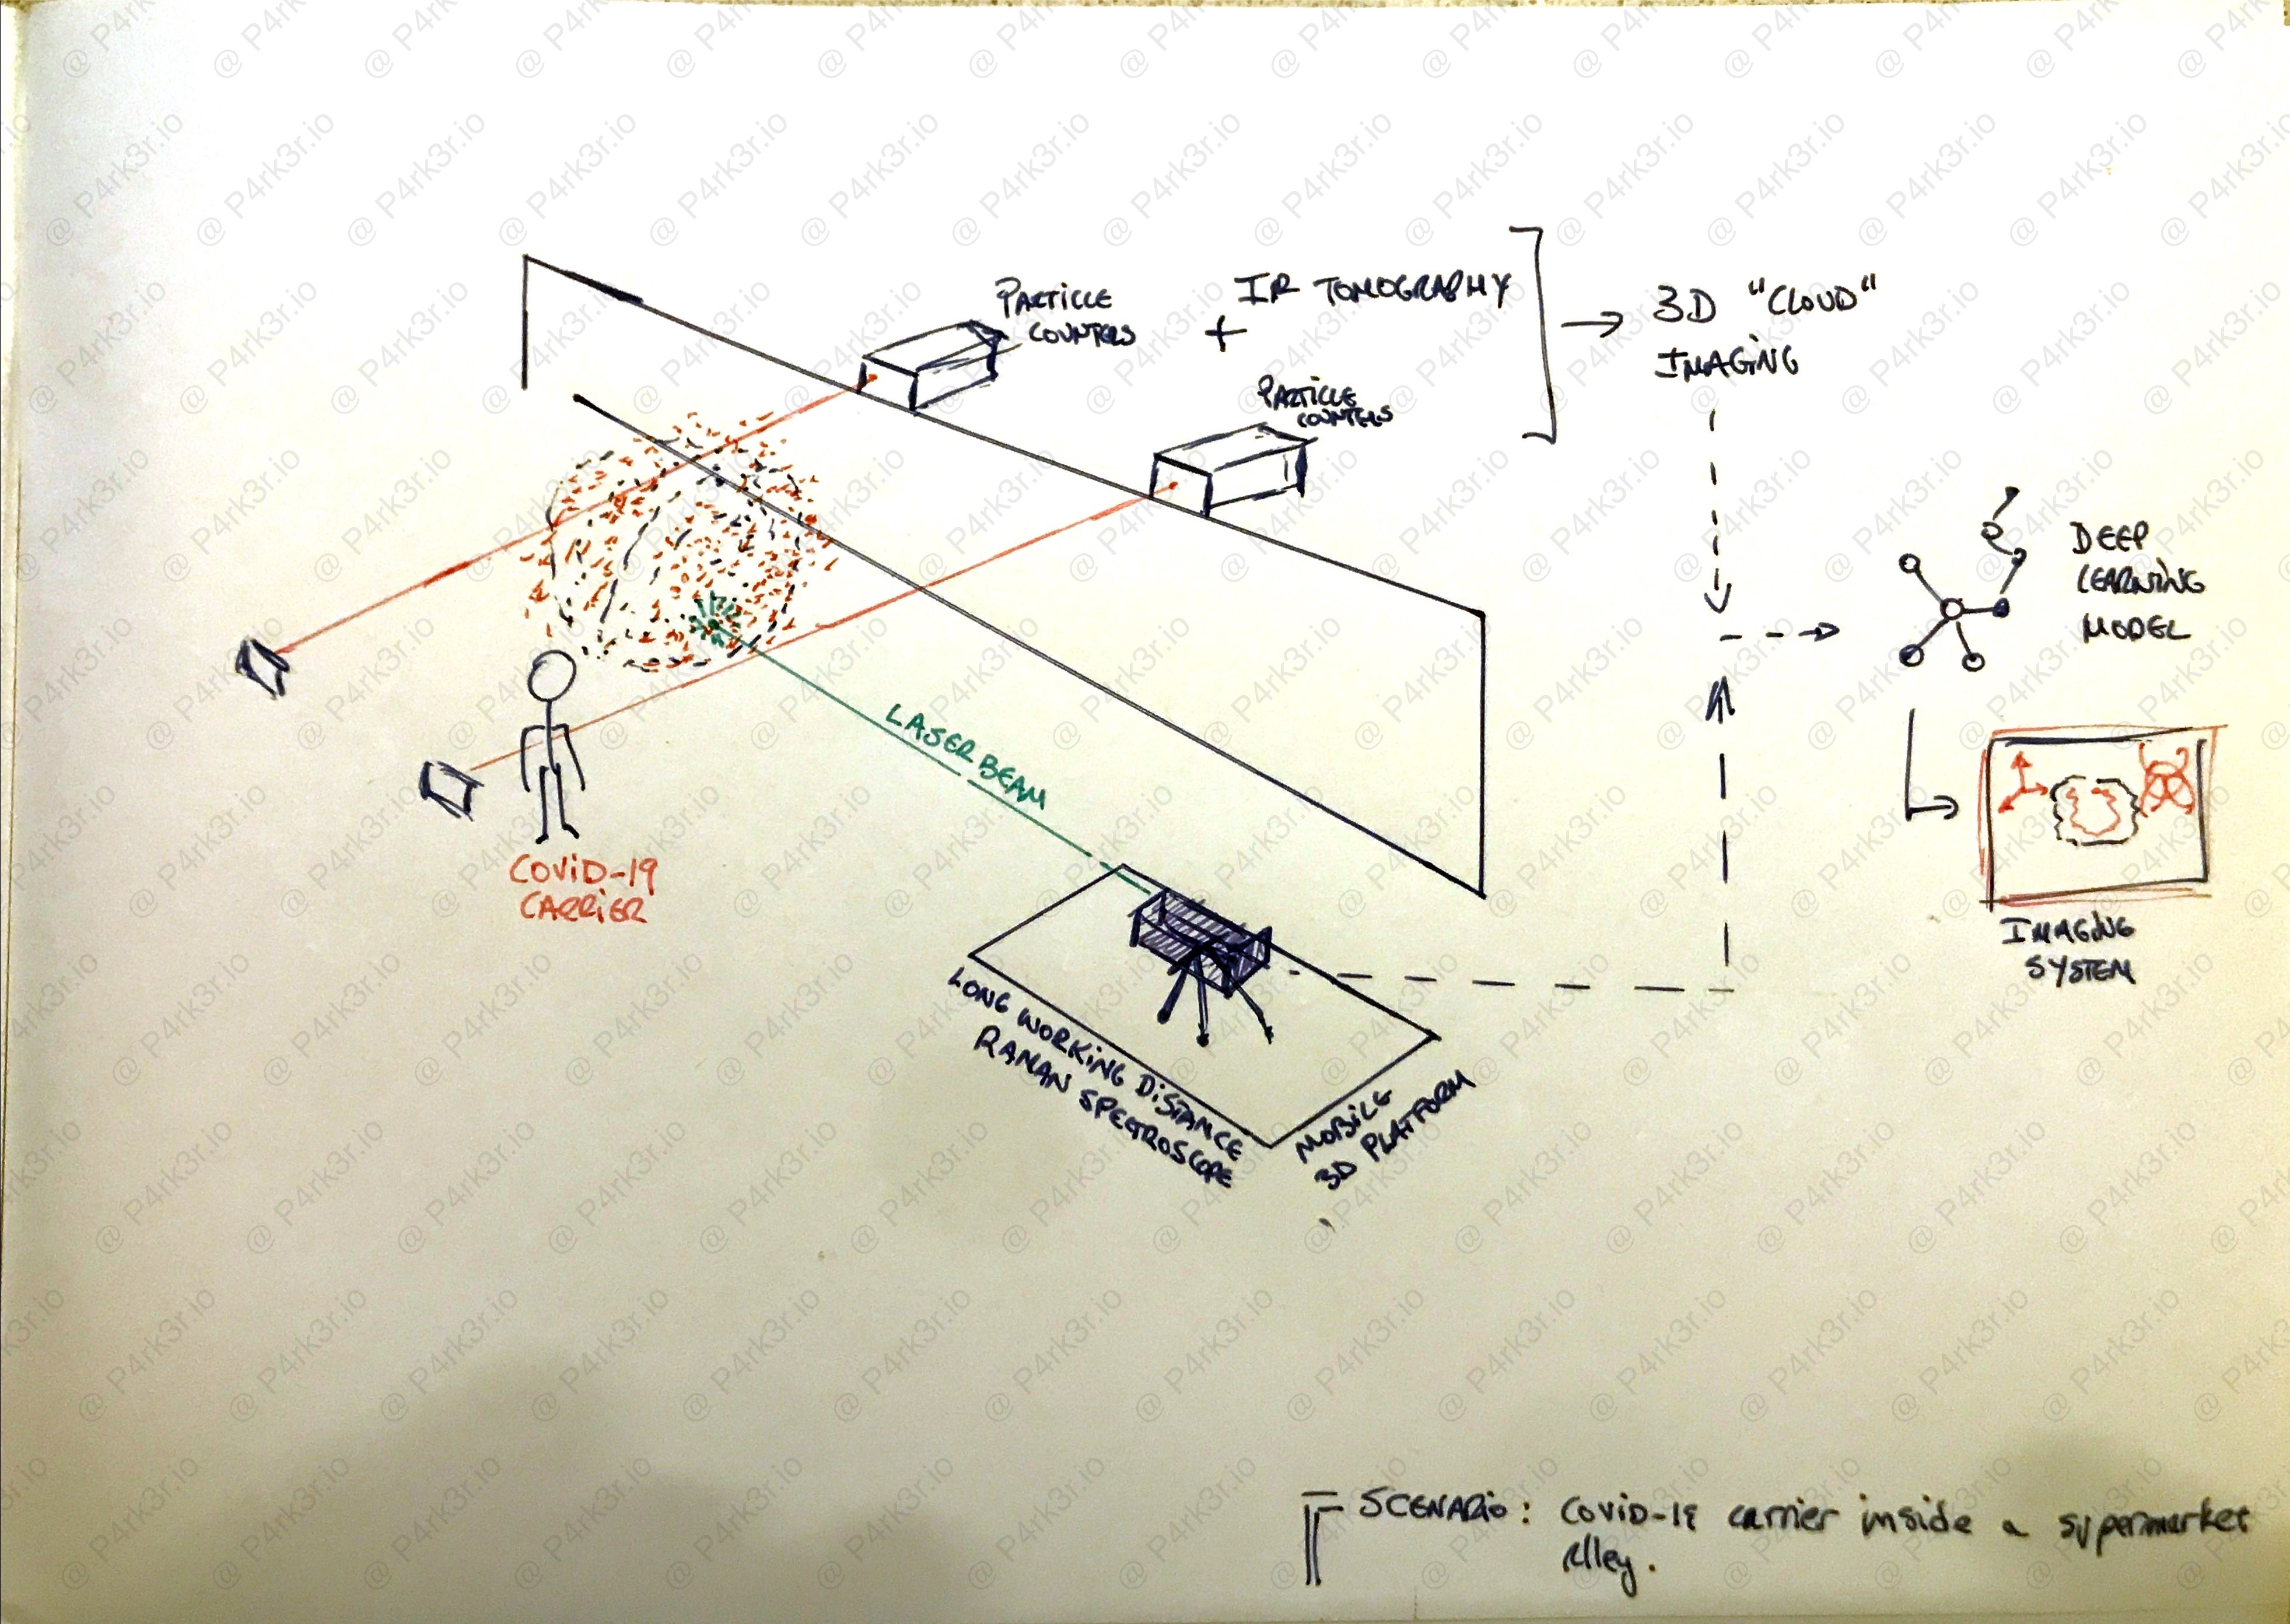 PARTICLE
COUNTERS
+
IR TOMOGRAPHY
3D "CLOUD"
IMAGING
PARTICLE
COUNTERS
DEEP
LEARNING
MODEL
LASER BEAM
COVID-19
CARRIER
IMAGING
SYSTEM
LONG WORKING DISTANCE
RAMAN SPECTROSCOPE
MOBILE
3D PLATFORM
SCENARIO: COVID-19 carrier inside a supermarket
alley.
@ P4rk3r.io